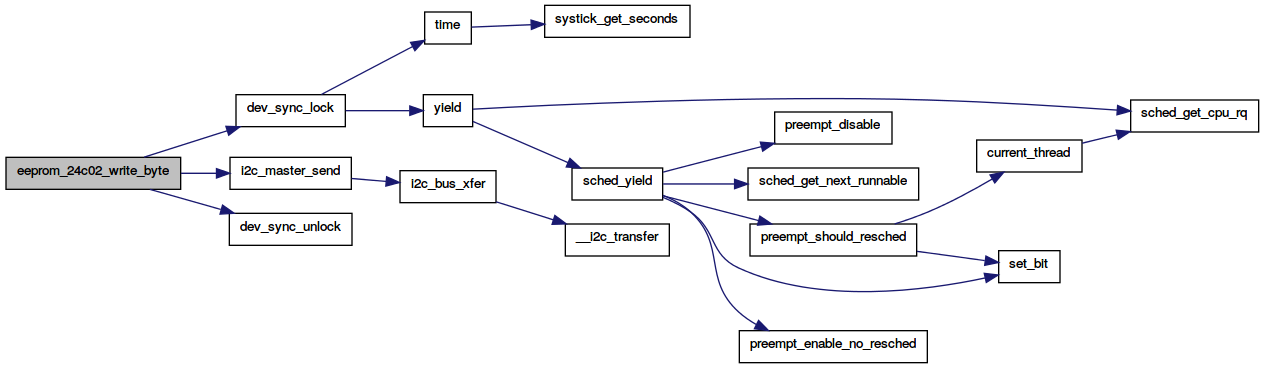 time
systick_get_seconds
dev_sync_lock
yield
sched_get_cpu_rq
preempt_disable
current_thread
eeprom_24c02_write_byte
i2c_master_send
i2c_bus_xfer
sched_yield
sched_get_next_runnable
dev_sync_unlock
__i2c_transfer
preempt_should_resched
set_bit
preempt_enable_no_resched